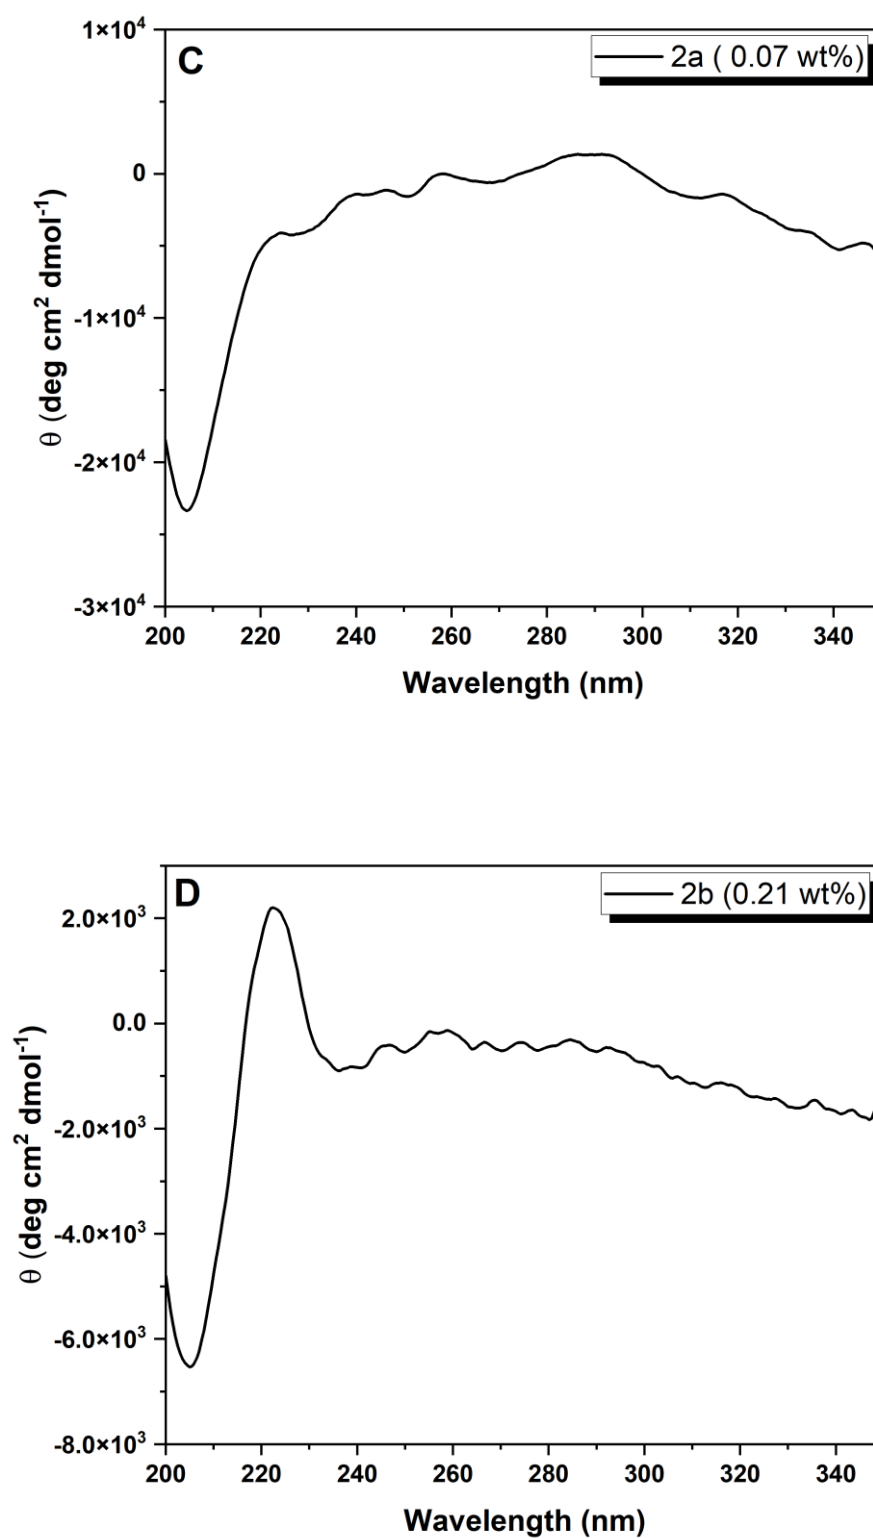 C
2a ( 0.07 wt%)
1×10⁴
0
-1×10⁴
-2×10⁴
-3×10⁴
θ (deg cm² dmol⁻¹)
200 220 240 260 280 300 320 340
Wavelength (nm)
D
2b (0.21 wt%)
2.0×10³
0.0
-2.0×10³
-4.0×10³
-6.0×10³
-8.0×10³
θ (deg cm² dmol⁻¹)
200 220 240 260 280 300 320 340
Wavelength (nm)